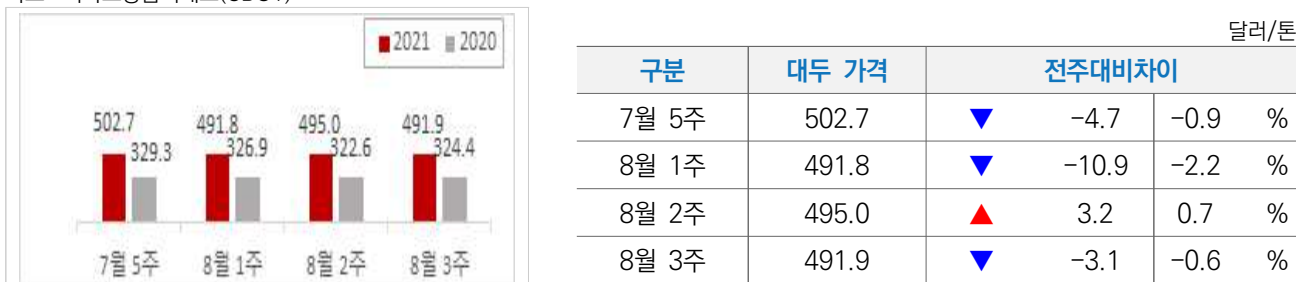 2021 2020
502.7 491.8 495.0 491.9
329.3 326.9 322.6 324.4
7월 5주 8월 1주 8월 2주 8월 3주
달러/톤
구분 대두 가격 전주대비차이
7월 5주 502.7 ▼ -4.7 -0.9 %
8월 1주 491.8 ▼ -10.9 -2.2 %
8월 2주 495.0 ▲ 3.2 0.7 %
8월 3주 491.9 ▼ -3.1 -0.6 %